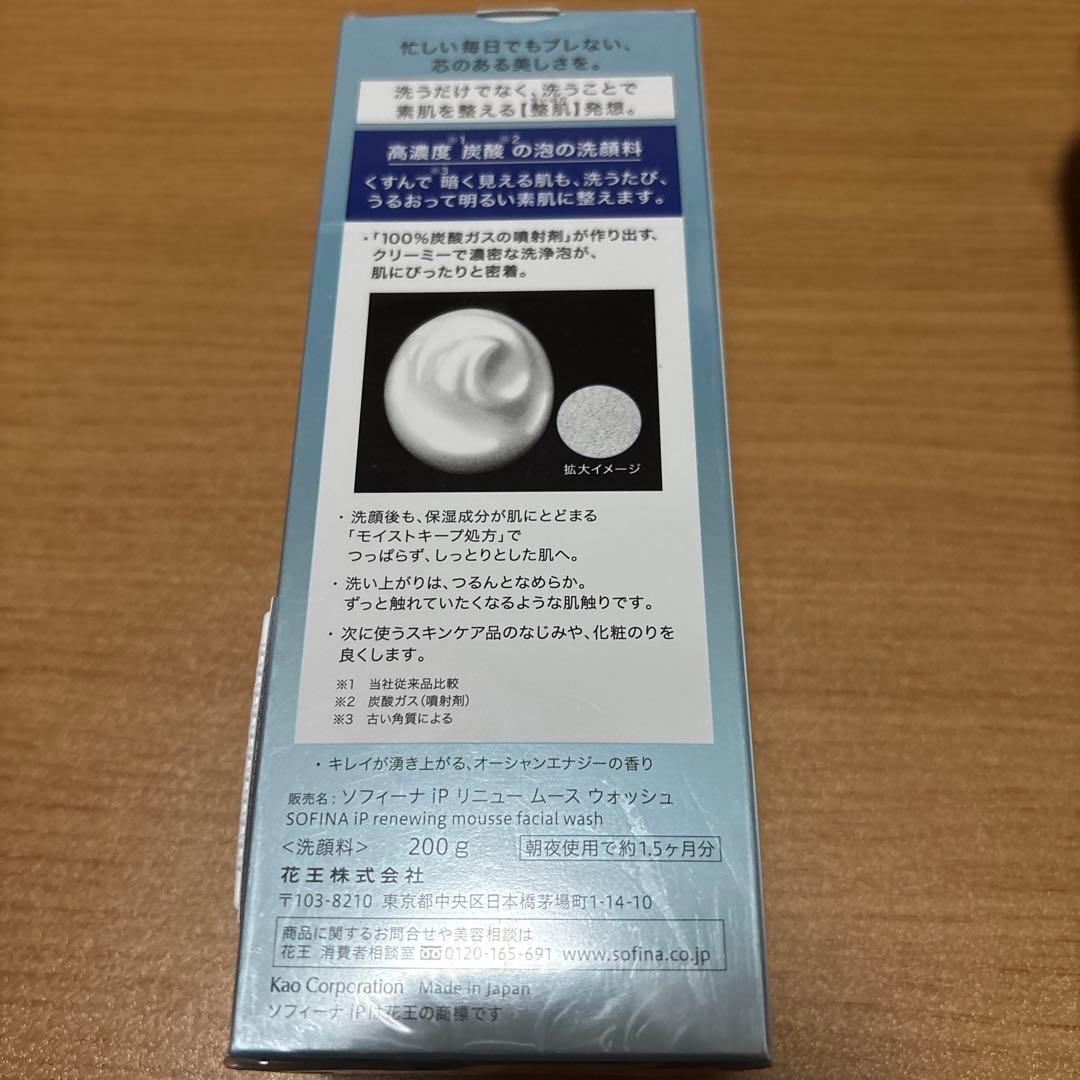 忙しい毎日でもブレない、
芯のある美しさを。
洗うだけでなく、洗うことで
素肌を整える【整肌】発想。
高濃度※1炭酸※2の泡の洗顔料
くすんで※3暗く見える肌も、洗うたび、
うるおって明るい素肌に整えます。
・「100%炭酸ガスの噴射剤」が作り出す、
クリーミーで濃密な洗浄泡が、
肌にぴったりと密着。
拡大イメージ
・洗顔後も、保湿成分が肌にとどまる
「モイストキープ処方」で
つっぱらず、しっとりとした肌へ。
・洗い上がりは、つるんとなめらか。
ずっと触れていたくなるような肌触りです。
・次に使うスキンケア品のなじみや、化粧のりを
良くします。
※1 当社従来品比較
※2 炭酸ガス(噴射剤)
※3 古い角質による
・キレイが湧き上がる、オーシャンエナジーの香り
販売名:ソフィーナ iP リニュー ムース ウォッシュ
SOFINA iP renewing mousse facial wash
<洗顔料> 200g 朝夜使用で約1.5ヶ月分
花王株式会社
〒103-8210 東京都中央区日本橋茅場町1-14-10
商品に関するお問合せや美容相談は
花王 消費者相談室 0120-165-691 www.sofina.co.jp
Kao Corporation Made in Japan
ソフィーナ iPは花王の商標です